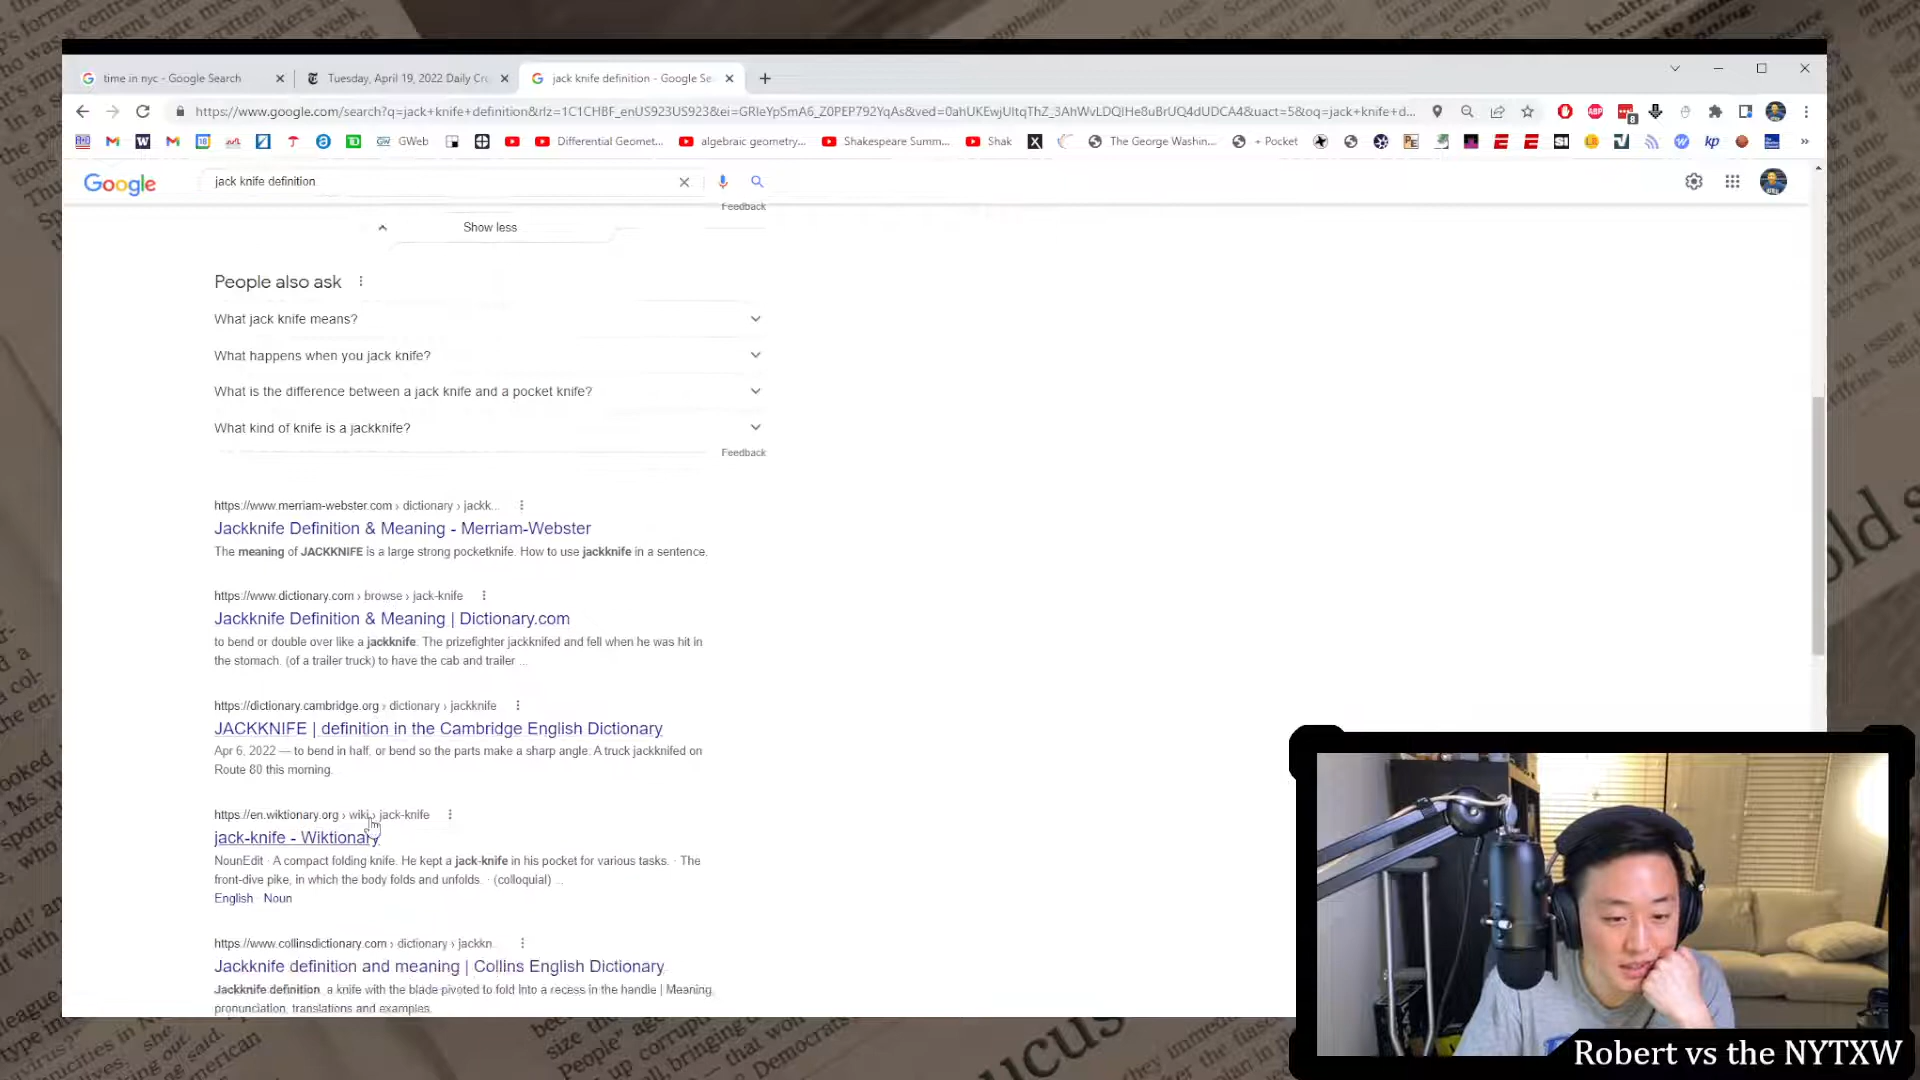 time in nyc - Google Search
Tuesday, April 19, 2022 Daily Cr
jack knife definition - Google Se
https://www.google.com/search?q=jack+knife+definition&rlz=1C1CHBF_enUS923US923&ei=GRIeYpSmA6_Z0PEP792YqAs&ved=0ahUKEwjUltqThZ_3AhWvLDQIHe8uBrUQ4dUDCA4&uact=5&oq=jack+knife+d...
GWeb
Differential Geomet...
algebraic geometry...
Shakespeare Summ...
Shak
The George Washin...
+ Pocket
Google
jack knife definition
Feedback
Show less
People also ask
What jack knife means?
What happens when you jack knife?
What is the difference between a jack knife and a pocket knife?
What kind of knife is a jackknife?
Feedback
https://www.merriam-webster.com › dictionary › jackk...
Jackknife Definition & Meaning - Merriam-Webster
The meaning of JACKKNIFE is a large strong pocketknife. How to use jackknife in a sentence.
https://www.dictionary.com › browse › jack-knife
Jackknife Definition & Meaning | Dictionary.com
to bend or double over like a jackknife. The prizefighter jackknifed and fell when he was hit in
the stomach. (of a trailer truck) to have the cab and trailer ...
https://dictionary.cambridge.org › dictionary › jackknife
JACKKNIFE | definition in the Cambridge English Dictionary
Apr 6, 2022 — to bend in half, or bend so the parts make a sharp angle. A truck jackknifed on
Route 80 this morning.
https://en.wiktionary.org › wiki › jack-knife
jack-knife - Wiktionary
NounEdit · A compact folding knife. He kept a jack-knife in his pocket for various tasks. · The
front-dive pike, in which the body folds and unfolds. · (colloquial) ...
English Noun
https://www.collinsdictionary.com › dictionary › jackkn...
Jackknife definition and meaning | Collins English Dictionary
Jackknife definition: a knife with the blade pivoted to fold into a recess in the handle | Meaning,
pronunciation, translations and examples.
Robert vs the NYTXW